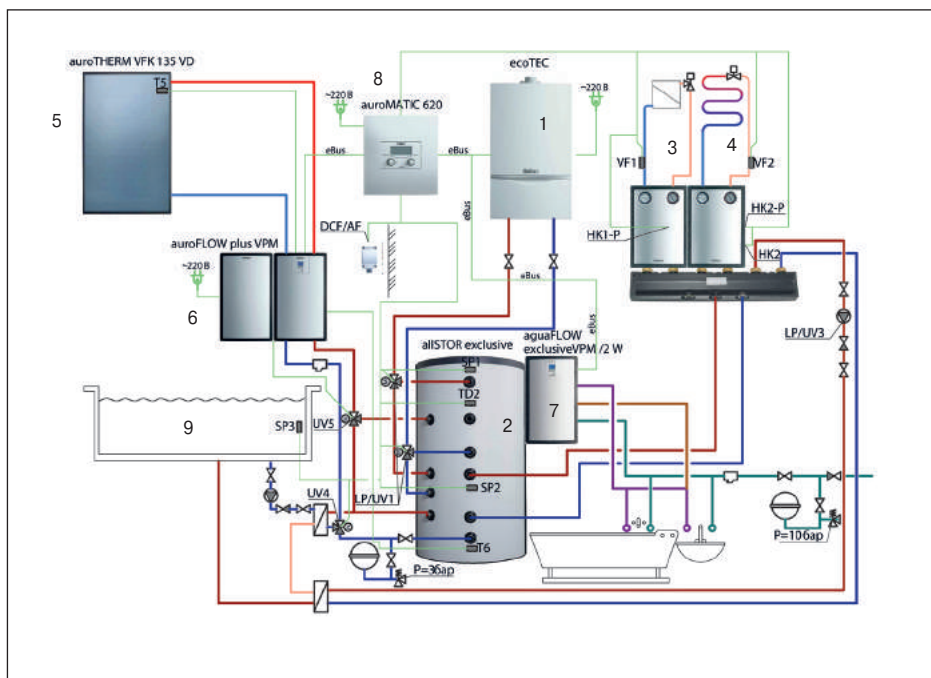 auroTHERM VFK 135 VD
T5
5
8
~220 B
auroMATIC 620
ecoTEC
1
~220 B
eBus
eBus
eBus
3
4
VF1
VF2
HK2-P
HK1-P
HK2
DCF/AF
auroFLOW plus VPM
~220 B
6
eBus
eBus
LP/UV3
allSTOR exclusive
aguaFLOW
exclusiveVPM /2 W
SP1
TD2
2
7
9
SP3
UV5
UV4
LP/UV1
SP2
T6
P=36ap
P=106ap